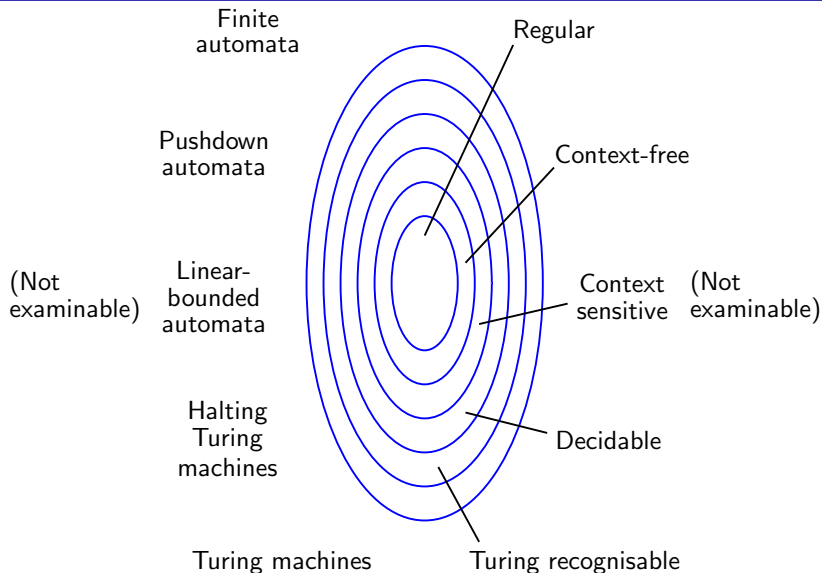 Finite
automata
Regular
Pushdown
automata
Context-free
(Not
examinable)
Linear-
bounded
automata
Context
sensitive
(Not
examinable)
Halting
Turing
machines
Decidable
Turing machines
Turing recognisable